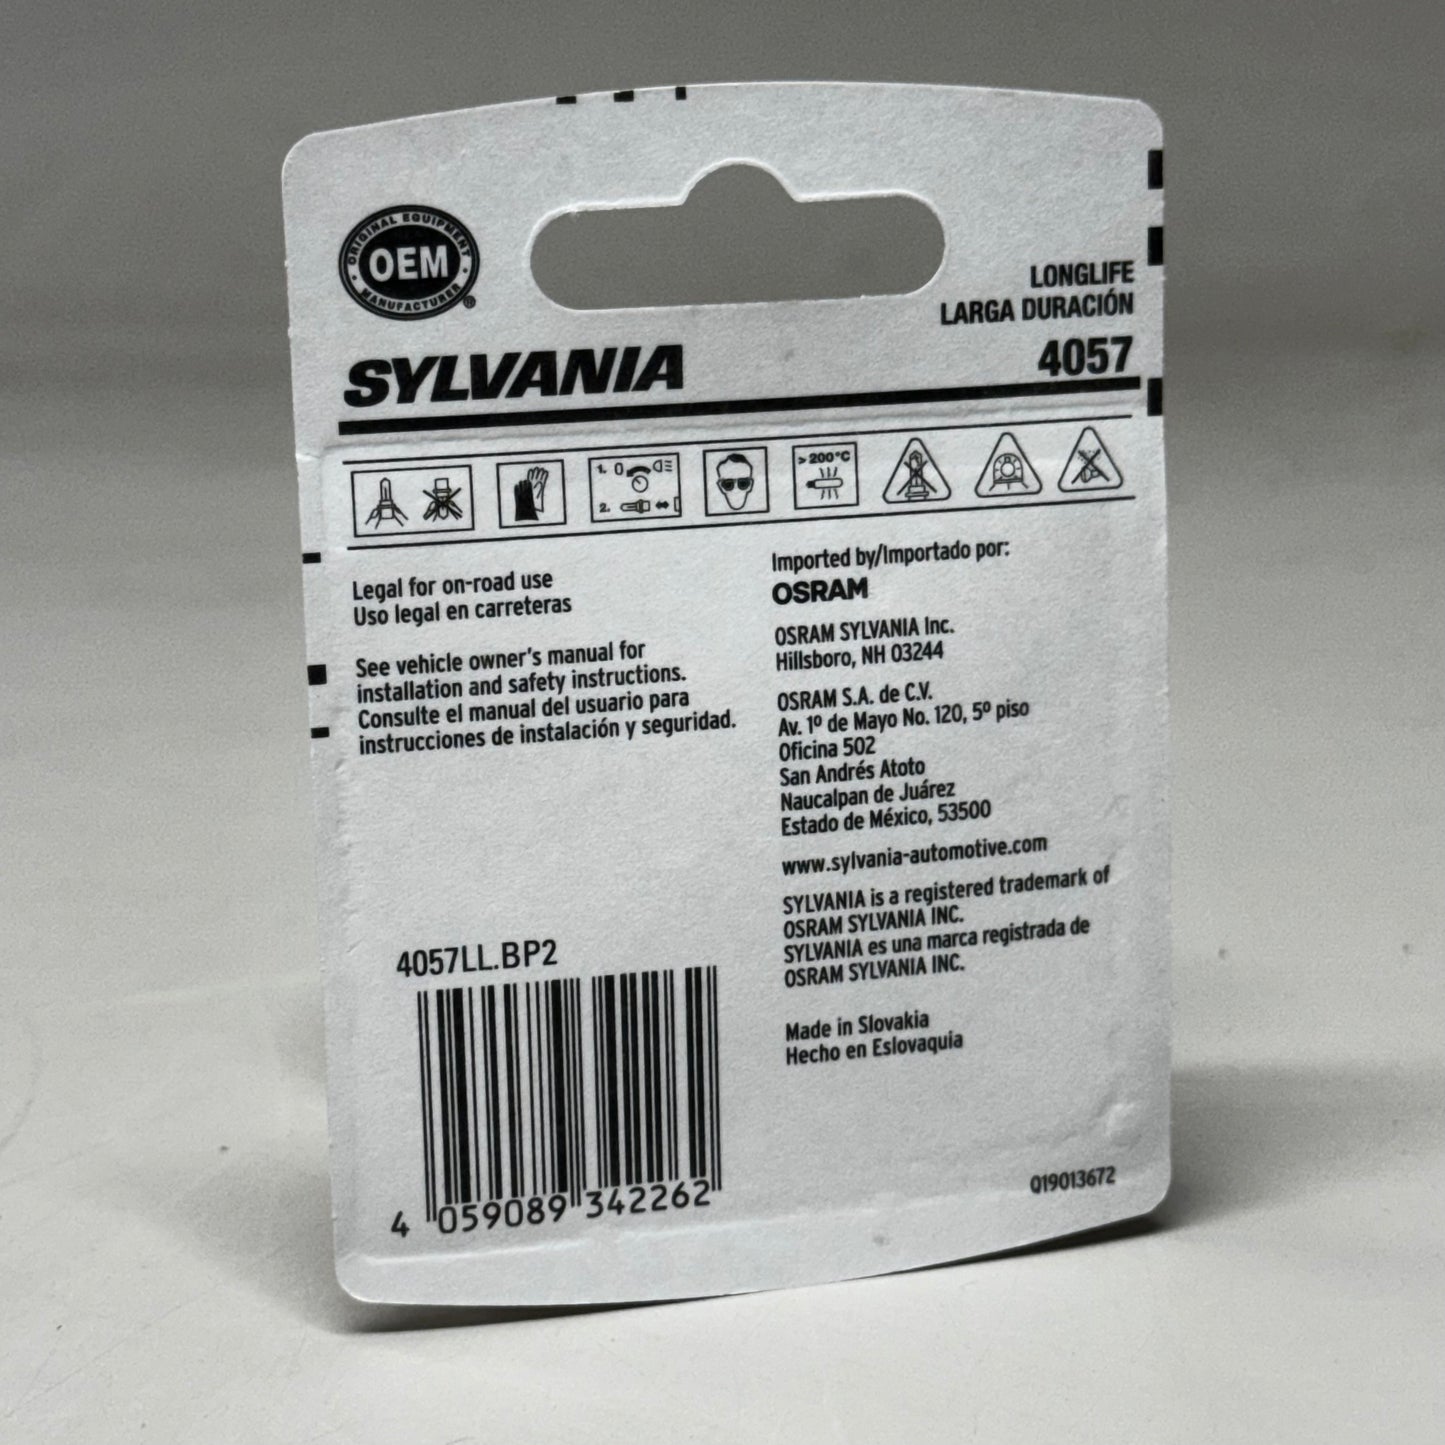 ORIGINAL EQUIPMENT
OEM
MANUFACTURER®
LONGLIFE
LARGA DURACIÓN
4057
SYLVANIA
1. 0
2.
> 200°C
Legal for on-road use
Uso legal en carreteras
See vehicle owner's manual for
installation and safety instructions.
Consulte el manual del usuario para
instrucciones de instalación y seguridad.
Imported by/Importado por:
OSRAM
OSRAM SYLVANIA Inc.
Hillsboro, NH 03244
OSRAM S.A. de C.V.
Av. 1º de Mayo No. 120, 5º piso
Oficina 502
San Andrés Atoto
Naucalpan de Juárez
Estado de México, 53500
www.sylvania-automotive.com
SYLVANIA is a registered trademark of
OSRAM SYLVANIA INC.
SYLVANIA es una marca registrada de
OSRAM SYLVANIA INC.
Made in Slovakia
Hecho en Eslovaquia
4057LL.BP2
4 059089 342262
Q19013672